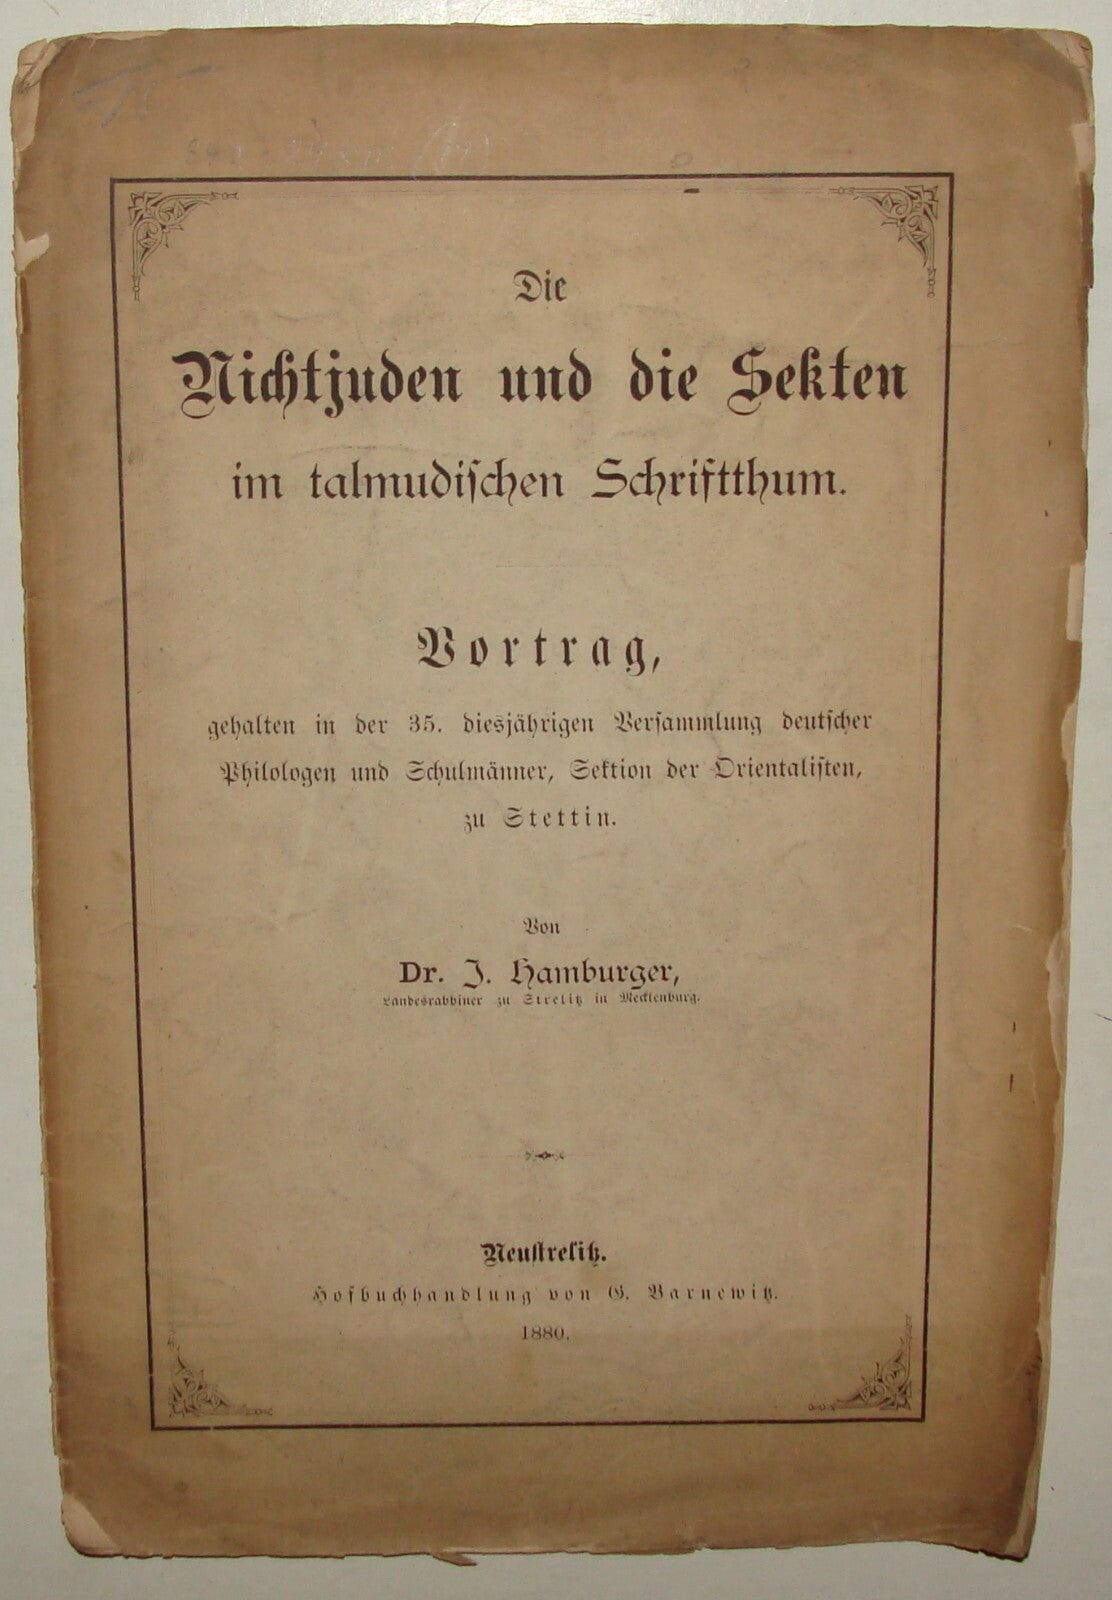 Die
Nichtjuden und die Sekten
im talmudiſchen Schriftthum.
Vortrag,
gehalten in der 35. diesjährigen Verſammlung deutſcher
Philologen und Schulmänner, Sektion der Orientaliſten,
zu Stettin.
Von
Dr. J. Hamburger,
Landesrabbiner zu Strelitz in Mecklenburg.
Neuſtrelitz.
Hofbuchhandlung von G. Barnewitz.
1880.